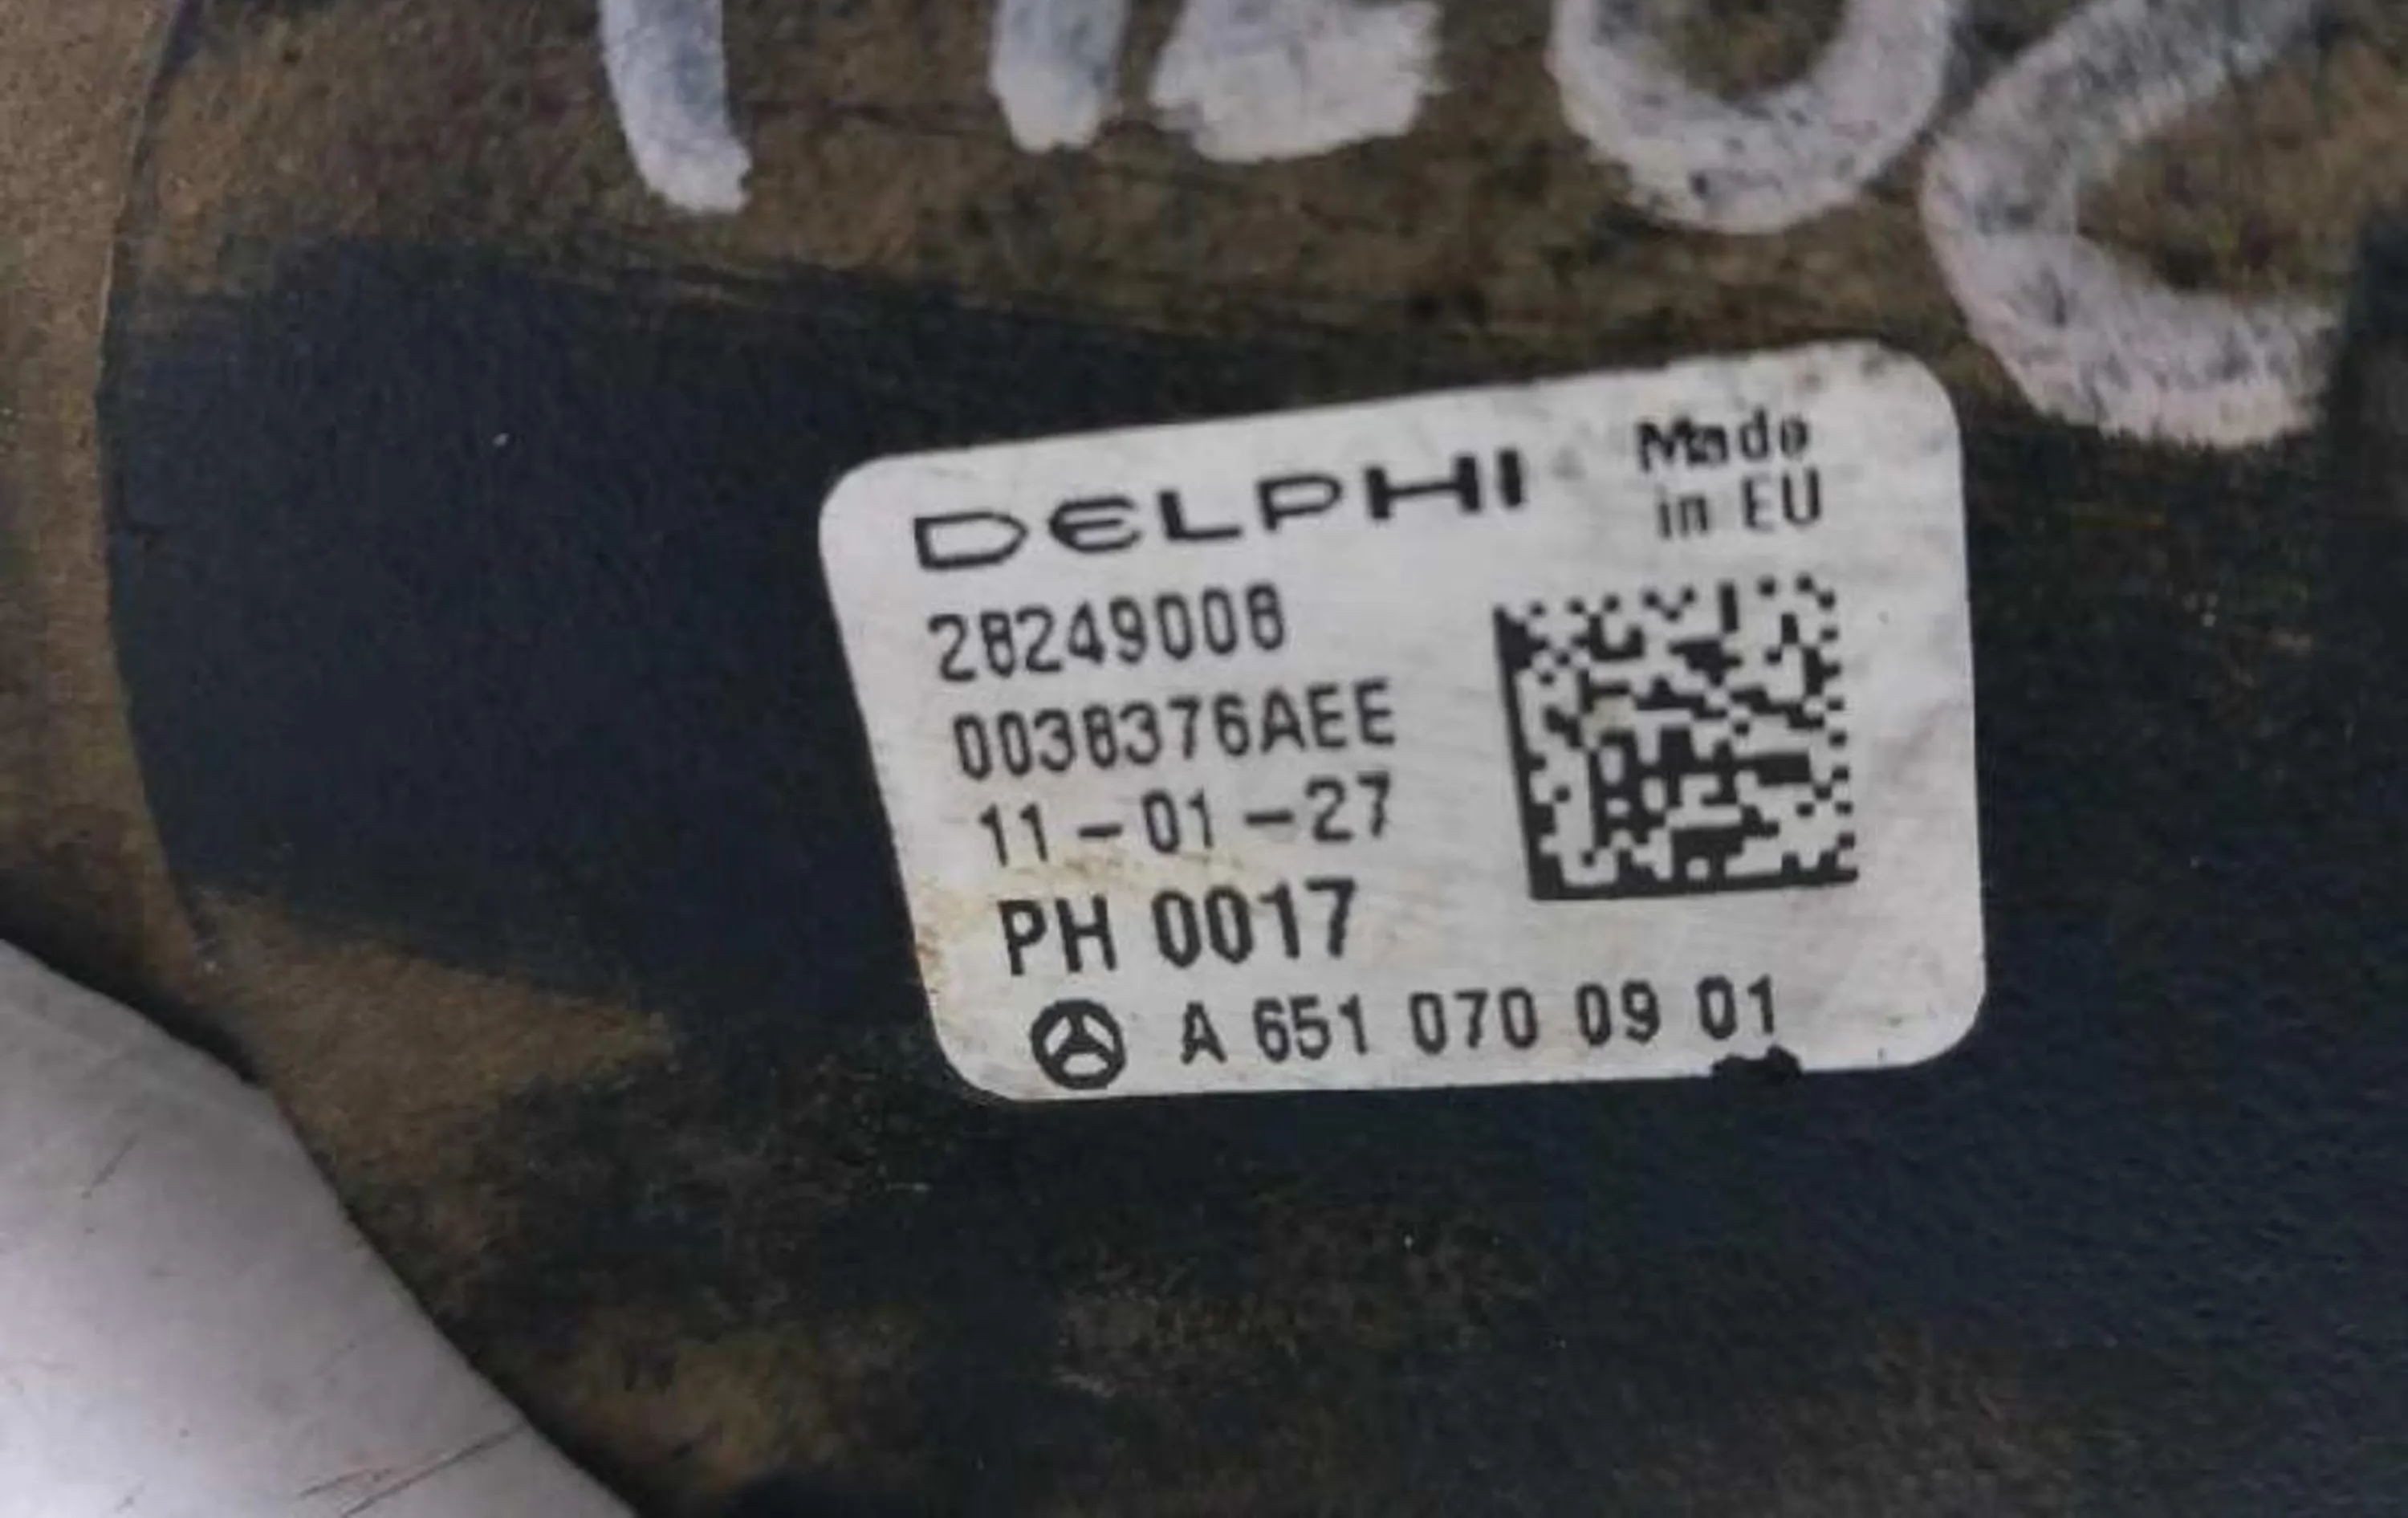 DELPHI
Made
in EU
28249008
0038376AEE
11-01-27
PH 0017
A 651 070 09 01